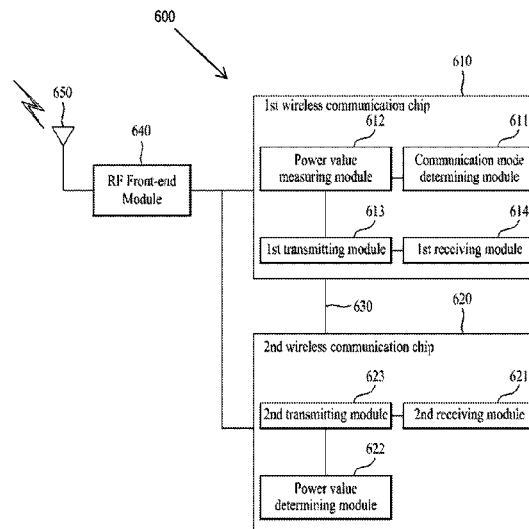 600
610
650
640
RF Front-end
Module
1st wireless communication chip
612
611
Power value
measuring module
Communication mode
determining module
613
614
1st transmitting module
1st receiving module
630
620
2nd wireless communication chip
623
621
2nd transmitting module
2nd receiving module
622
Power value
determining module